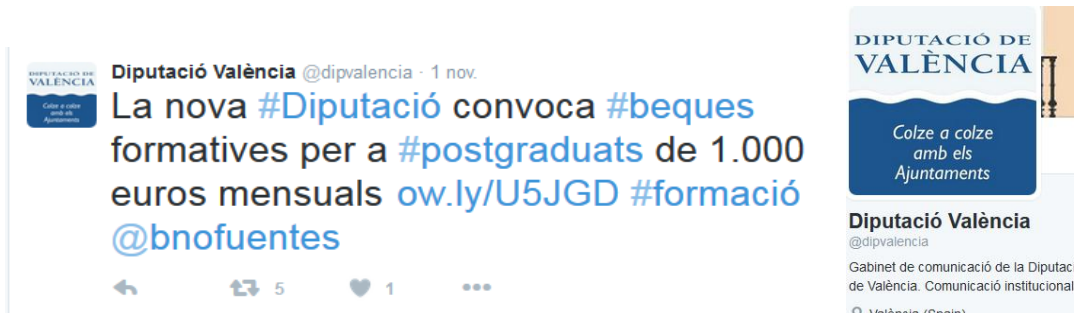 DIPUTACIÓ DE
VALÈNCIA
Colze a colze
amb els
Ajuntaments
Diputació València @dipvalencia · 1 nov.
La nova #Diputació convoca #beques
formatives per a #postgraduats de 1.000
euros mensuals ow.ly/U5JGD #formació
@bnofuentes
5
1
DIPUTACIÓ DE
VALÈNCIA
Colze a colze
amb els
Ajuntaments
Diputació València
@dipvalencia
Gabinet de comunicació de la Diputac
de València. Comunicació institucional
València (Spain)